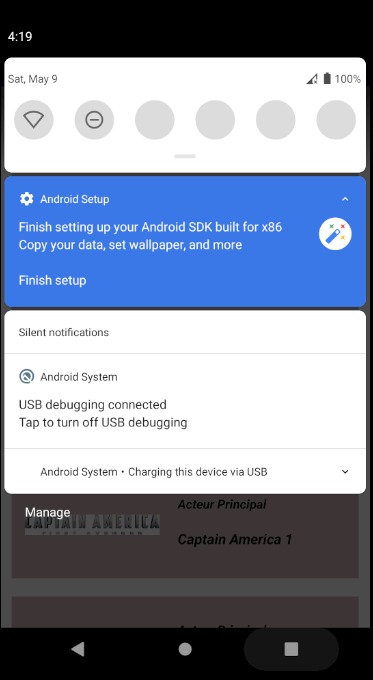 4:19
Sat, May 9
100%
Android Setup
Finish setting up your Android SDK built for x86
Copy your data, set wallpaper, and more
Finish setup
Silent notifications
Android System
USB debugging connected
Tap to turn off USB debugging
Android System • Charging this device via USB
Acteur Principal
Manage
CAPTAIN AMERICA
Captain America 1